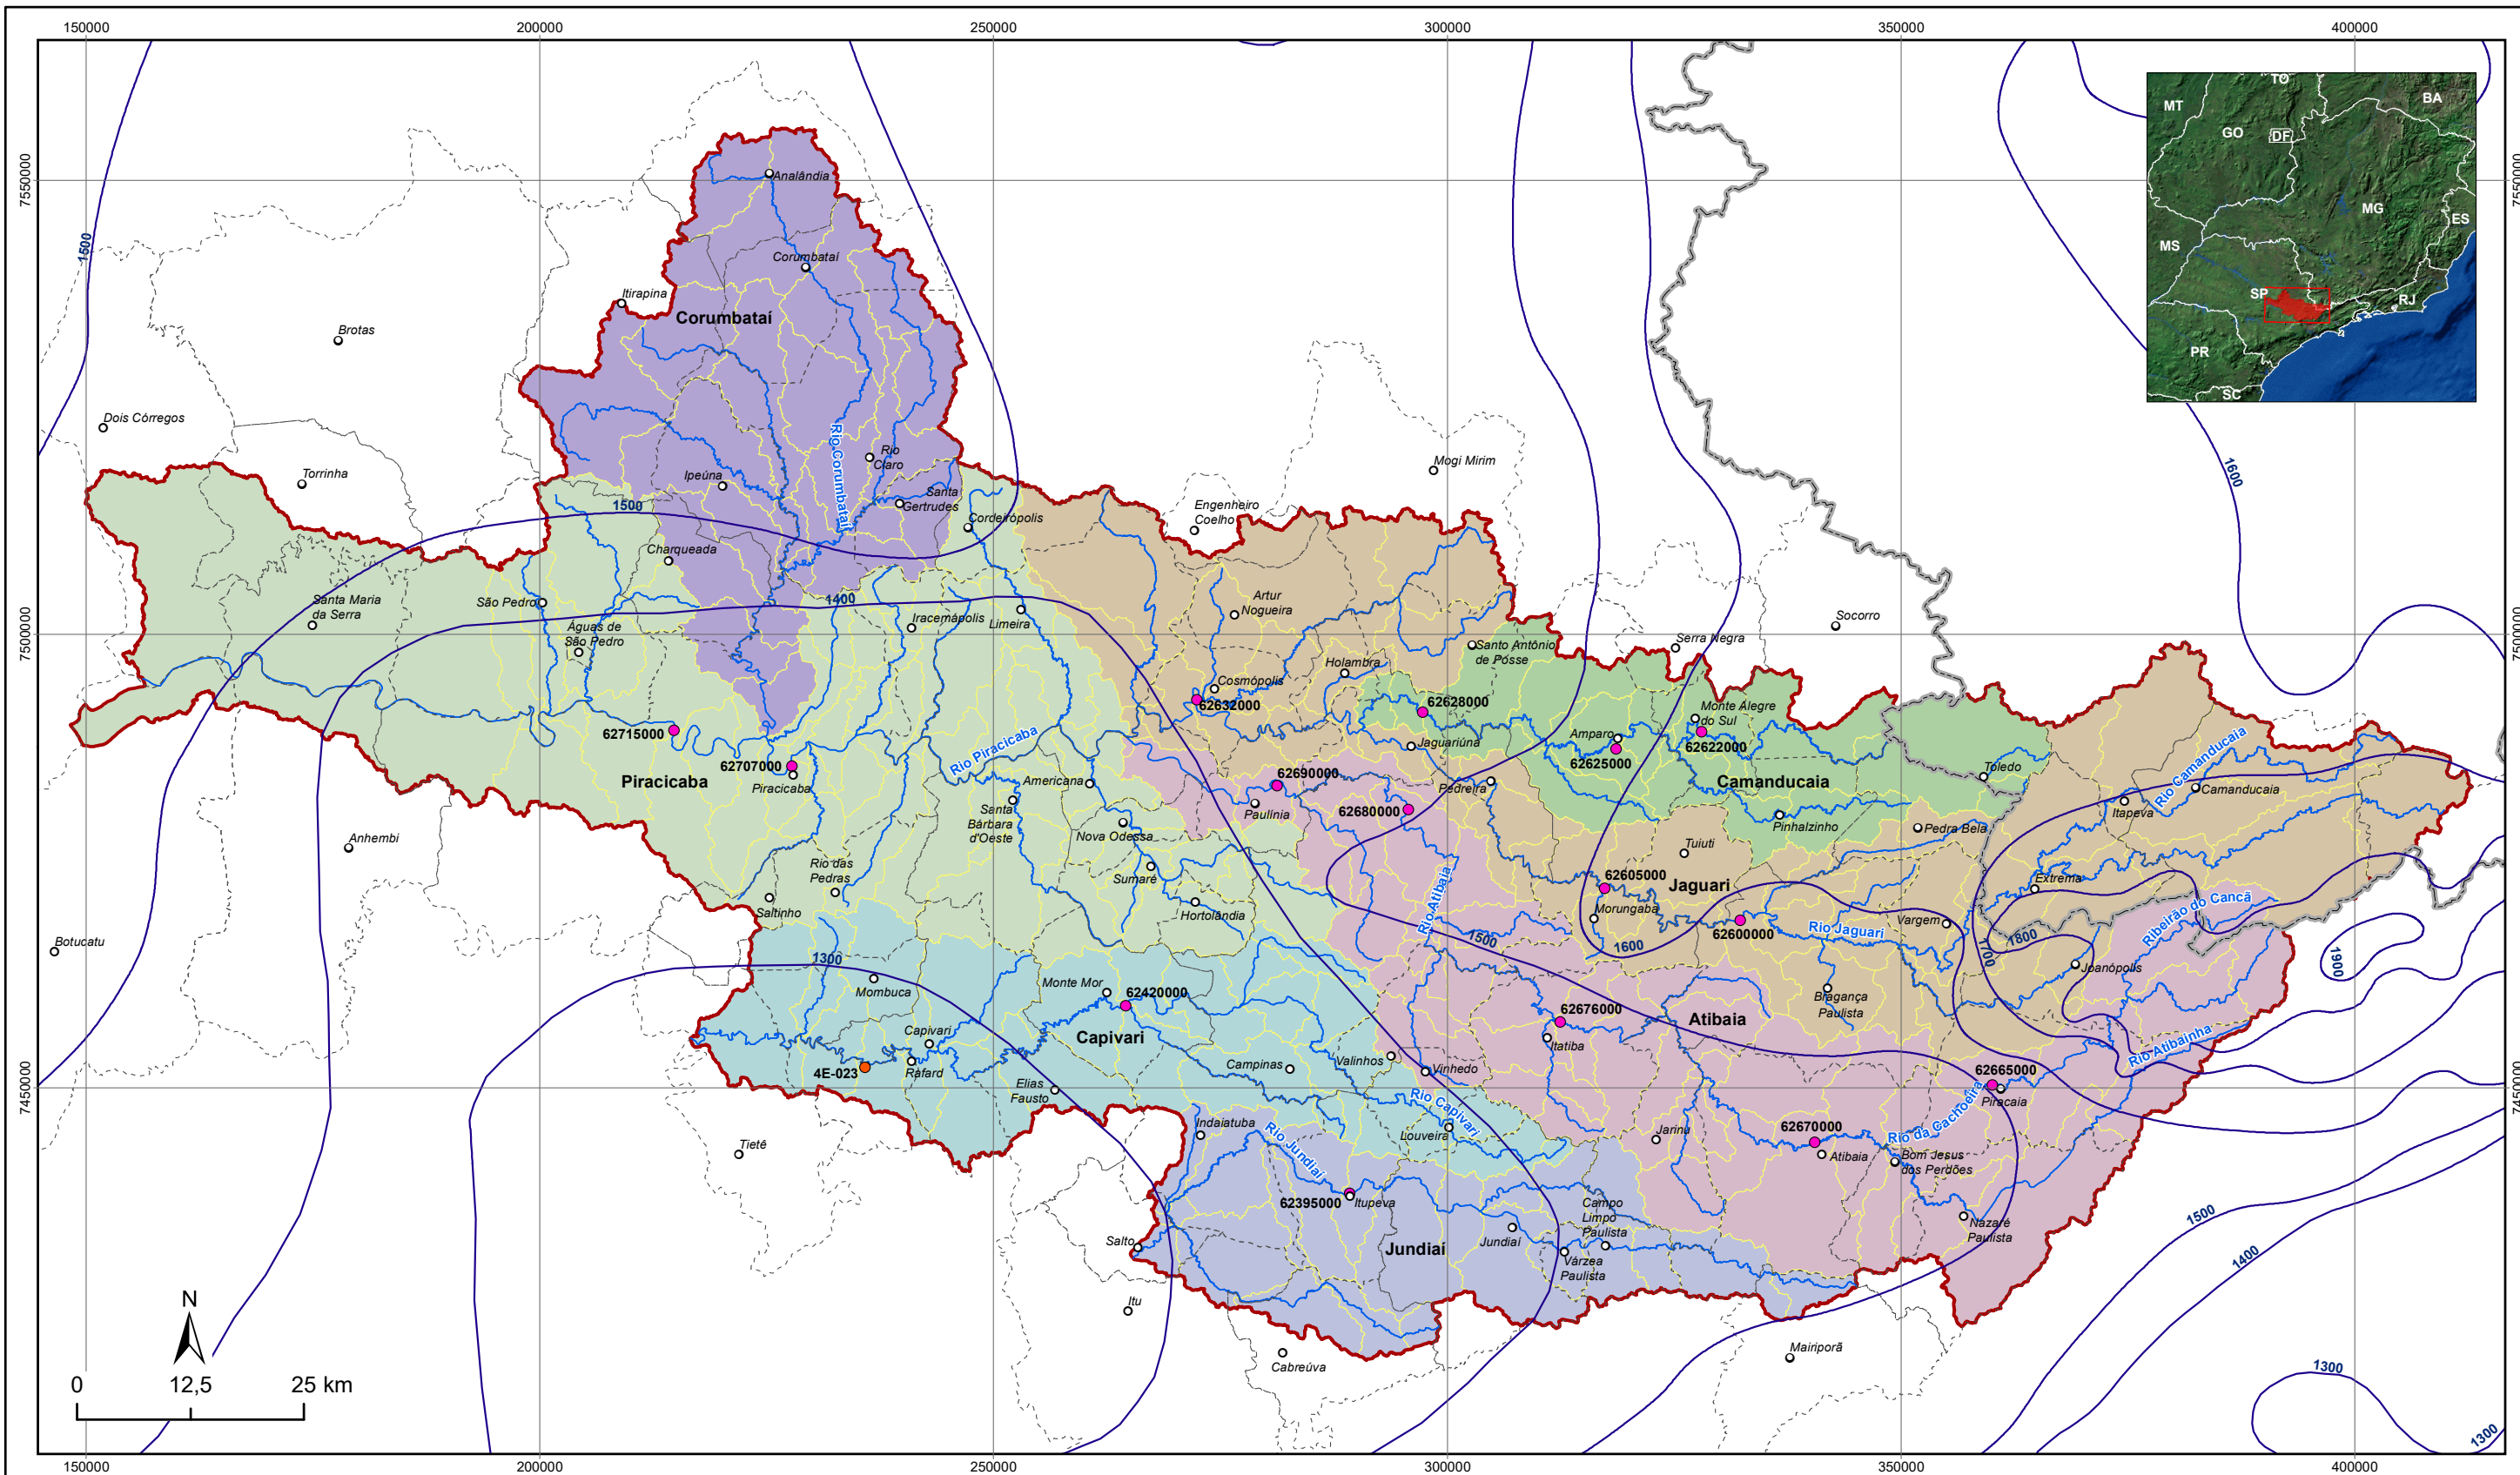 150000
200000
250000
300000
350000
400000
7550000
7550000
7500000
7500000
7450000
7450000
TO
MT
BA
GO
DF
MG
ES
MS
SP
RJ
PR
SC
Analândia
Corumbataí
Itirapina
Corumbataí
1500
Brotas
Dois Córregos
Torrinha
Rio Corumbataí
Rio
Claro
Ipeúna
Santa
Gertrudes
Cordeirópolis
1500
Charqueada
Engenheiro
Coelho
Mogi Mirim
1600
Santa Maria
da Serra
São Pedro
Águas de
São Pedro
1400
Iracemápolis
Limeira
Artur
Nogueira
Socorro
Serra Negra
Santo Antônio
de Posse
Holambra
Cosmópolis
62632000
62628000
Monte Alegre
do Sul
62622000
Amparo
62625000
Jaguariúna
62715000
62707000
Piracicaba
Piracicaba
Rio Piracicaba
Americana
62690000
Paulínia
62680000
Pedreira
Camanducaia
Toledo
Rio Camanducaia
Camanducaia
Itapeva
Santa
Bárbara
d'Oeste
Nova Odessa
Pinhalzinho
Pedra Bela
Anhembi
Rio das
Pedras
Sumaré
Tuiuti
62605000
Jaguari
Extrema
Saltinho
Hortolândia
Rio Atibaia
Morungaba
62600000
Rio Jaguari
Vargem
Ribeirão do Cancã
Botucatu
1300
1500
1600
1700
1800
1900
Joanópolis
Mombuca
Monte Mor
62420000
Bragança
Paulista
Capivari
Capivari
62676000
Itatiba
Atibaia
4E-023
Rafard
Campinas
Valinhos
Vinhedo
Rio Atibainha
Elias
Fausto
62665000
Piracaia
Rio Capivari
Louveira
Rio da Cachoeira
Tietê
Indaiatuba
Rio Jundiaí
Jarinu
62670000
Atibaia
Bom Jesus
dos Perdões
62395000
Itupeva
Campo
Limpo
Paulista
Nazaré
Paulista
1500
Salto
Jundiaí
Jundiaí
Várzea
Paulista
1400
Itu
Cabreúva
Mairiporã
1300
1300
N
0
12,5
25 km
150000
200000
250000
300000
350000
400000